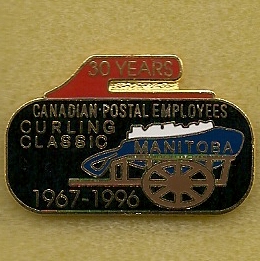 30 YEARS
CANADIAN·POSTAL EMPLOYEES
CURLING
CLASSIC
MANITOBA
1967-1996